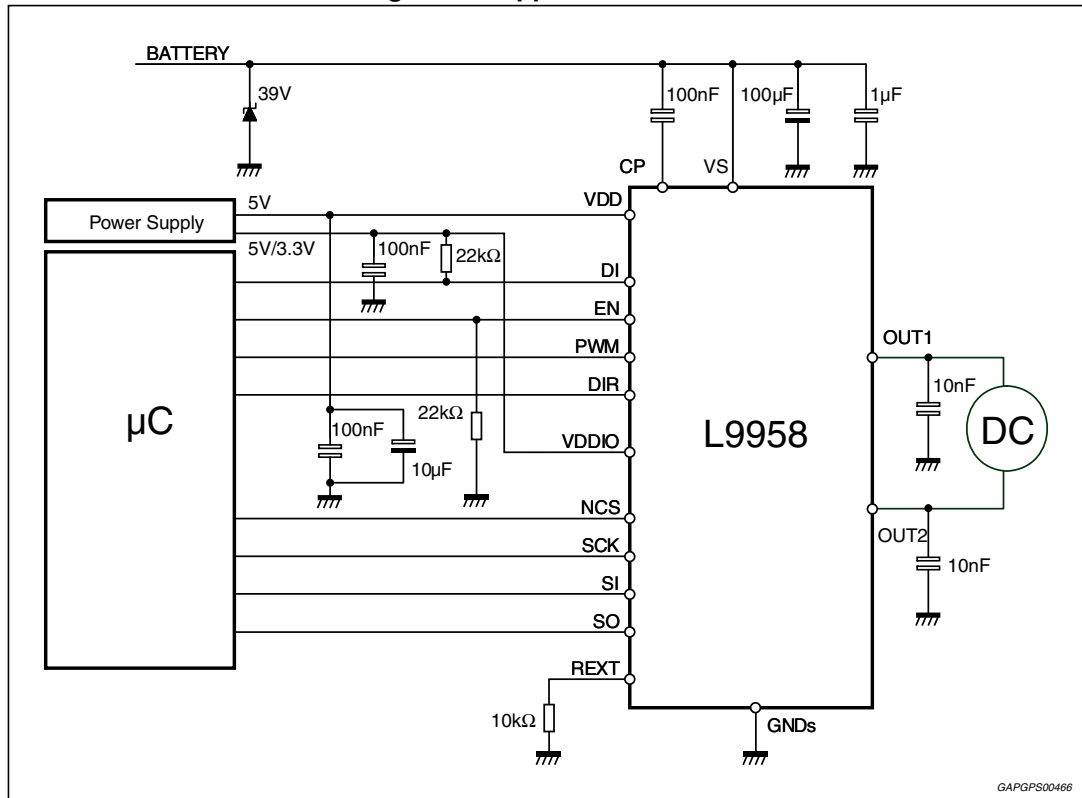 BATTERY
39V
100nF
100µF
1µF
CP
VS
VDD
5V
Power Supply
5V/3.3V
100nF
22kΩ
DI
EN
PWM
DIR
OUT1
10nF
µC
22kΩ
L9958
DC
100nF
10µF
VDDIO
NCS
OUT2
SCK
10nF
SI
SO
REXT
10kΩ
GNDs
GAPGPS00466